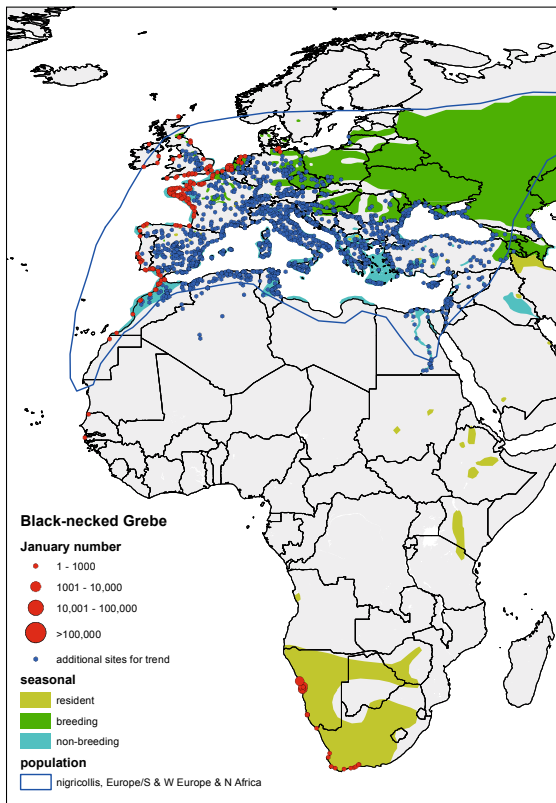 Black-necked Grebe
January number
1 - 1000
1001 - 10,000
10,001 - 100,000
>100,000
additional sites for trend
seasonal
resident
breeding
non-breeding
population
nigricollis, Europe/S & W Europe & N Africa